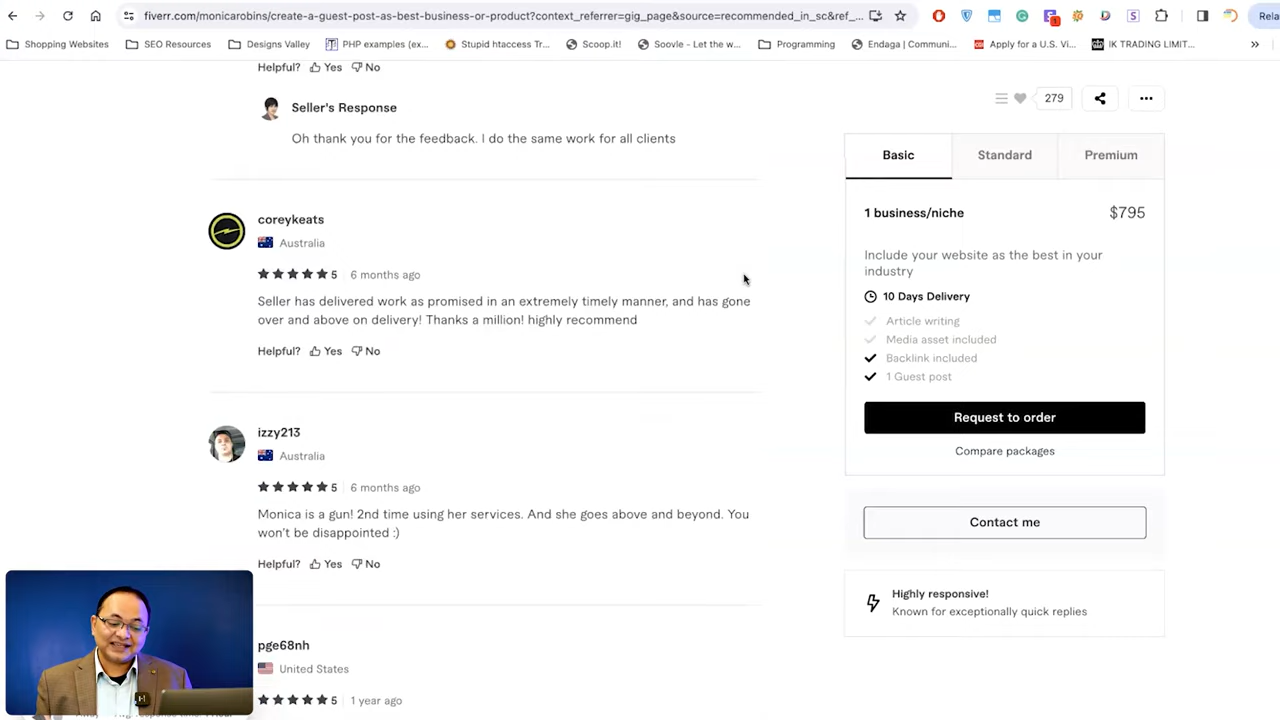 fiverr.com/monicarobins/create-a-guest-post-as-best-business-or-product?context_referrer=gig_page&source=recommended_in_sc&ref_...
Rela
Shopping Websites
SEO Resources
Designs Valley
PHP examples (ex...
Stupid htaccess Tr...
Scoop.it!
Soovle - Let the w...
Programming
Endaga | Communi...
Apply for a U.S. Vi...
IK TRADING LIMIT...
Helpful? Yes No
279
Seller's Response
Oh thank you for the feedback. I do the same work for all clients
Basic
Standard
Premium
1 business/niche
$795
Include your website as the best in your
industry
10 Days Delivery
Article writing
Media asset included
Backlink included
1 Guest post
Request to order
Compare packages
Contact me
Highly responsive!
Known for exceptionally quick replies
coreykeats
Australia
5 6 months ago
Seller has delivered work as promised in an extremely timely manner, and has gone
over and above on delivery! Thanks a million! highly recommend
Helpful? Yes No
izzy213
Australia
5 6 months ago
Monica is a gun! 2nd time using her services. And she goes above and beyond. You
won't be disappointed :)
Helpful? Yes No
pge68nh
United States
5 1 year ago